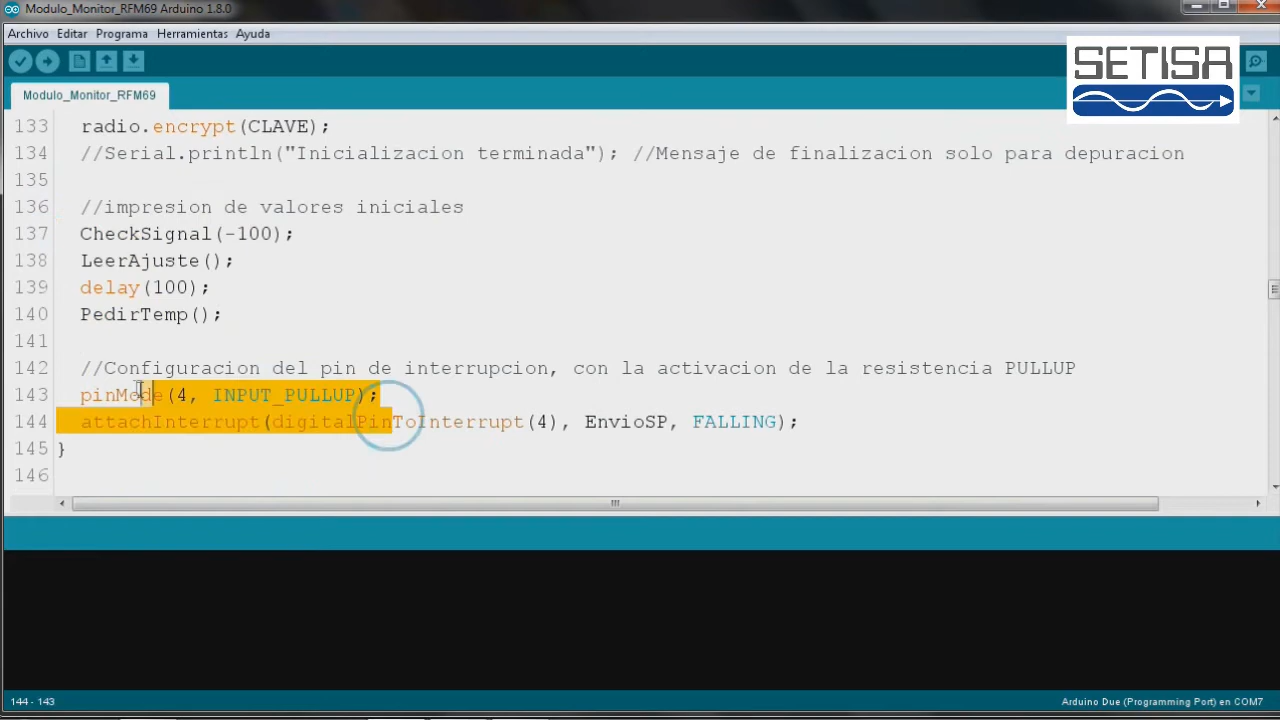 Modulo_Monitor_RFM69 Arduino 1.8.0
Archivo Editar Programa Herramientas Ayuda
SETISA
Modulo_Monitor_RFM69
133 radio.encrypt(CLAVE);
134 //Serial.println("Inicializacion terminada"); //Mensaje de finalizacion solo para depuracion
135
136 //impresion de valores iniciales
137 CheckSignal(-100);
138 LeerAjuste();
139 delay(100);
140 PedirTemp();
141
142 //Configuracion del pin de interrupcion, con la activacion de la resistencia PULLUP
143 pinMode(4, INPUT_PULLUP);
144 attachInterrupt(digitalPinToInterrupt(4), EnvioSP, FALLING);
145 }
146
144 - 143
Arduino Due (Programming Port) en COM7